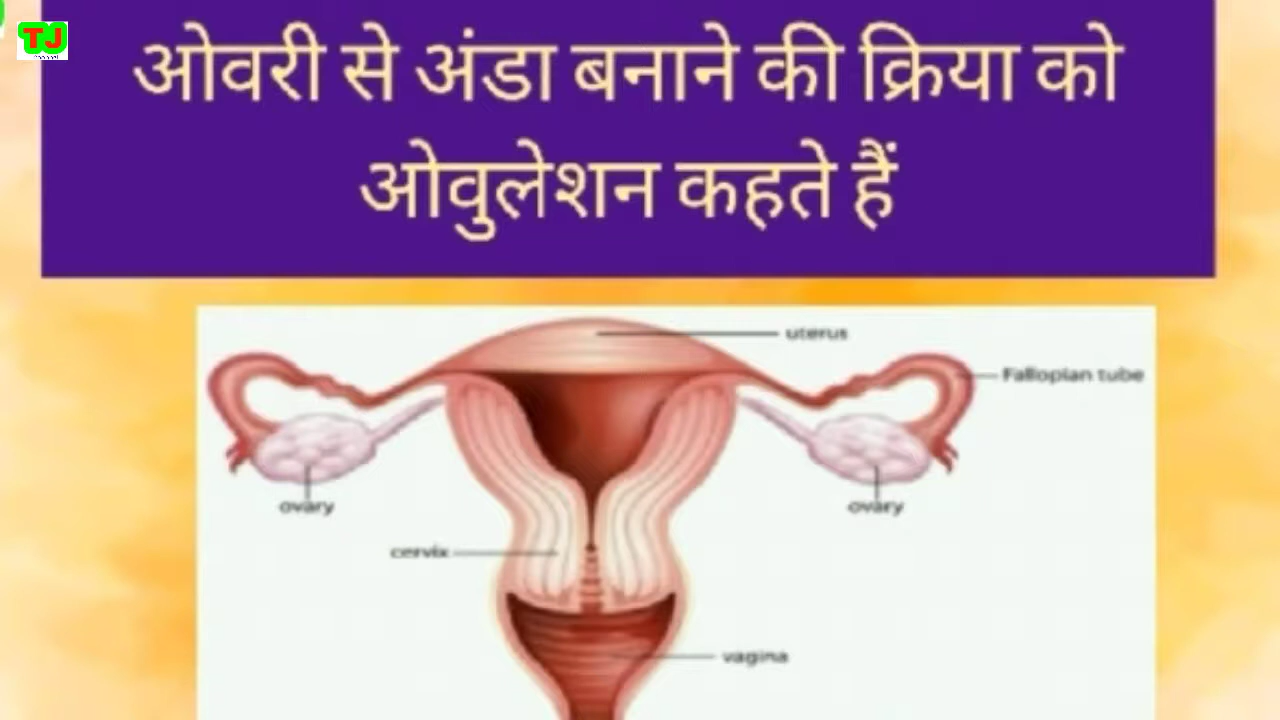 TJ
ओवरी से अंडा बनाने की क्रिया को
ओवुलेशन कहते हैं
uterus
Fallopian tube
ovary
ovary
cervix
vagina